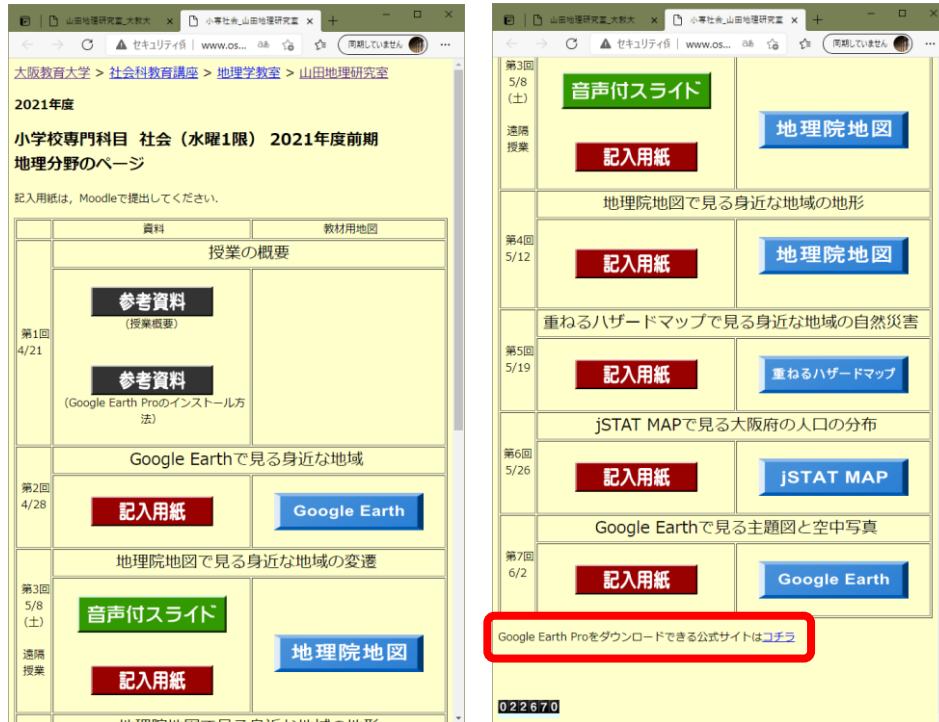 山田地理研究室_大教大
小専社会_山田地理研究室
セキュリティ保
www.os...
同期していません
大阪教育大学 > 社会科教育講座 > 地理学教室 > 山田地理研究室
2021年度
小学校専門科目 社会（水曜1限） 2021年度前期
地理分野のページ
記入用紙は，Moodleで提出してください．
資料 教材用地図
授業の概要
第1回
4/21
参考資料
（授業概要）
参考資料
（Google Earth Proのインストール方
法）
Google Earthで見る身近な地域
第2回
4/28
記入用紙
Google Earth
地理院地図で見る身近な地域の変遷
第3回
5/8
（土）
遠隔
授業
音声付スライド
記入用紙
地理院地図
地理院地図で見る身近な地域の地形
山田地理研究室_大教大
小専社会_山田地理研究室
セキュリティ保
www.os...
同期していません
第3回
5/8
（土）
遠隔
授業
音声付スライド
記入用紙
地理院地図
地理院地図で見る身近な地域の地形
第4回
5/12
記入用紙
地理院地図
重ねるハザードマップで見る身近な地域の自然災害
第5回
5/19
記入用紙
重ねるハザードマップ
jSTAT MAPで見る大阪府の人口の分布
第6回
5/26
記入用紙
jSTAT MAP
Google Earthで見る主題図と空中写真
第7回
6/2
記入用紙
Google Earth
Google Earth Proをダウンロードできる公式サイトはコチラ
022670